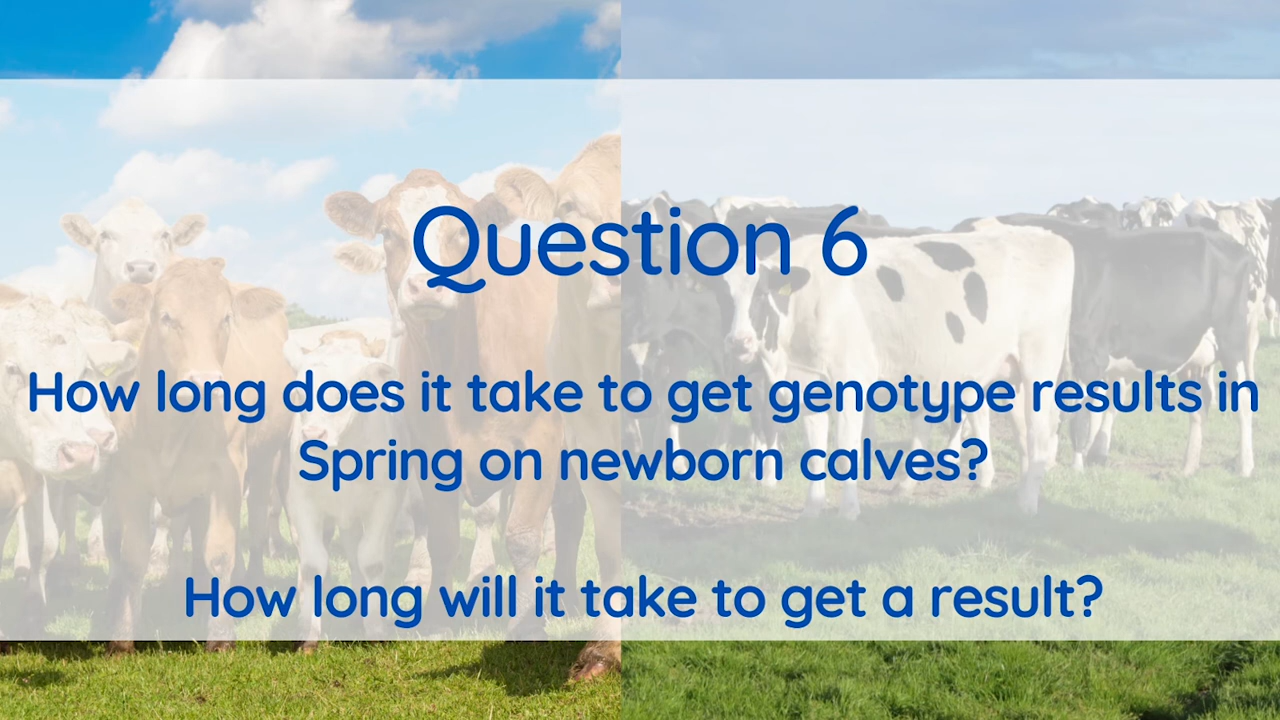 Question 6
How long does it take to get genotype results in
Spring on newborn calves?
How long will it take to get a result?